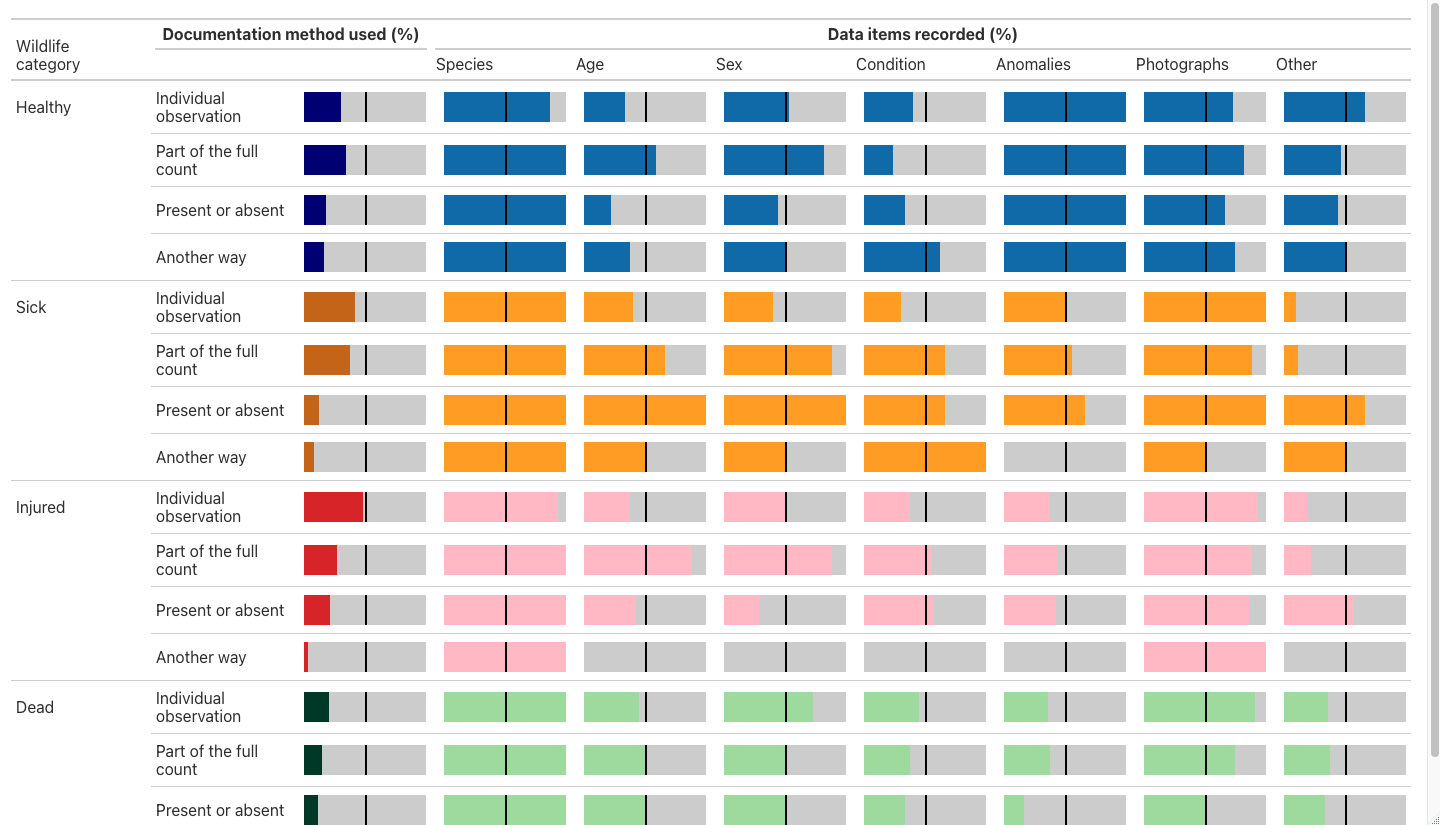 Documentation method used (%)
Data items recorded (%)
Wildlife
category
Species
Age
Sex
Condition
Anomalies
Photographs
Other
Healthy
Individual
observation
Part of the full
count
Present or absent
Another way
Sick
Individual
observation
Part of the full
count
Present or absent
Another way
Injured
Individual
observation
Part of the full
count
Present or absent
Another way
Dead
Individual
observation
Part of the full
count
Present or absent